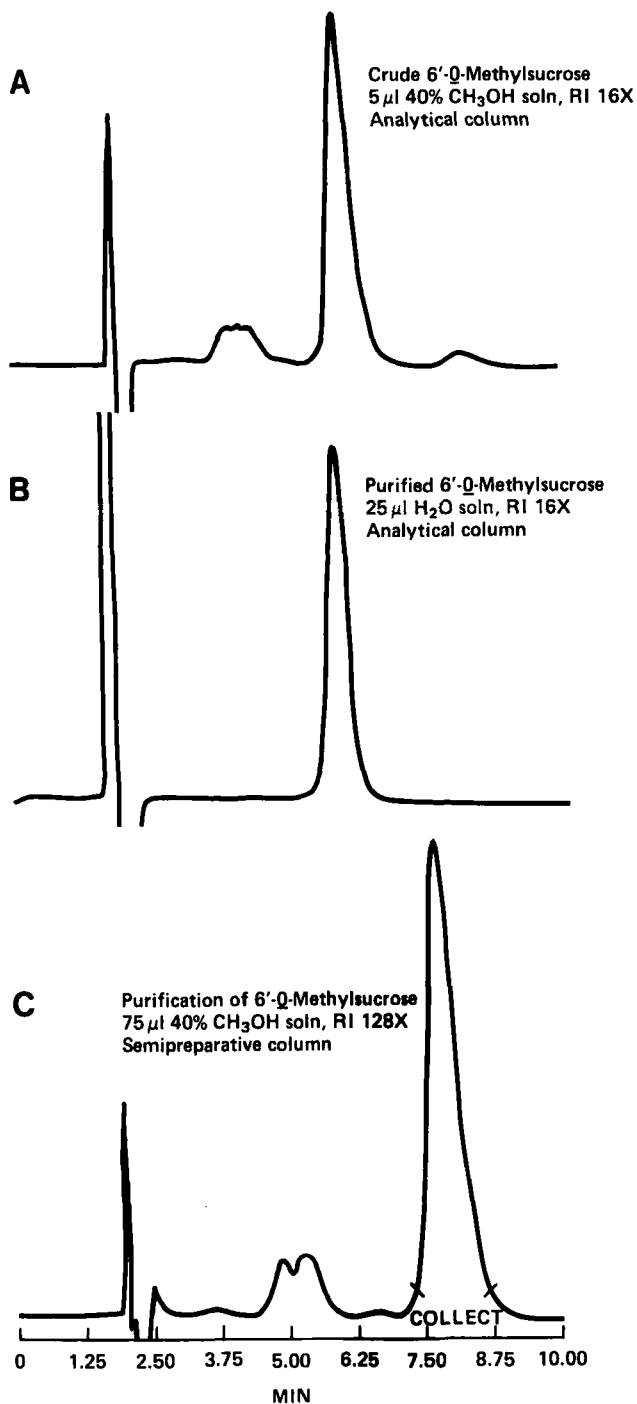 A
Crude 6'-O-Methylsucrose
5 µl 40% CH₃OH soln, RI 16X
Analytical column
B
Purified 6'-O-Methylsucrose
25 µl H₂O soln, RI 16X
Analytical column
C
Purification of 6'-O-Methylsucrose
75 µl 40% CH₃OH soln, RI 128X
Semipreparative column
COLLECT
0 1.25 2.50 3.75 5.00 6.25 7.50 8.75 10.00
MIN